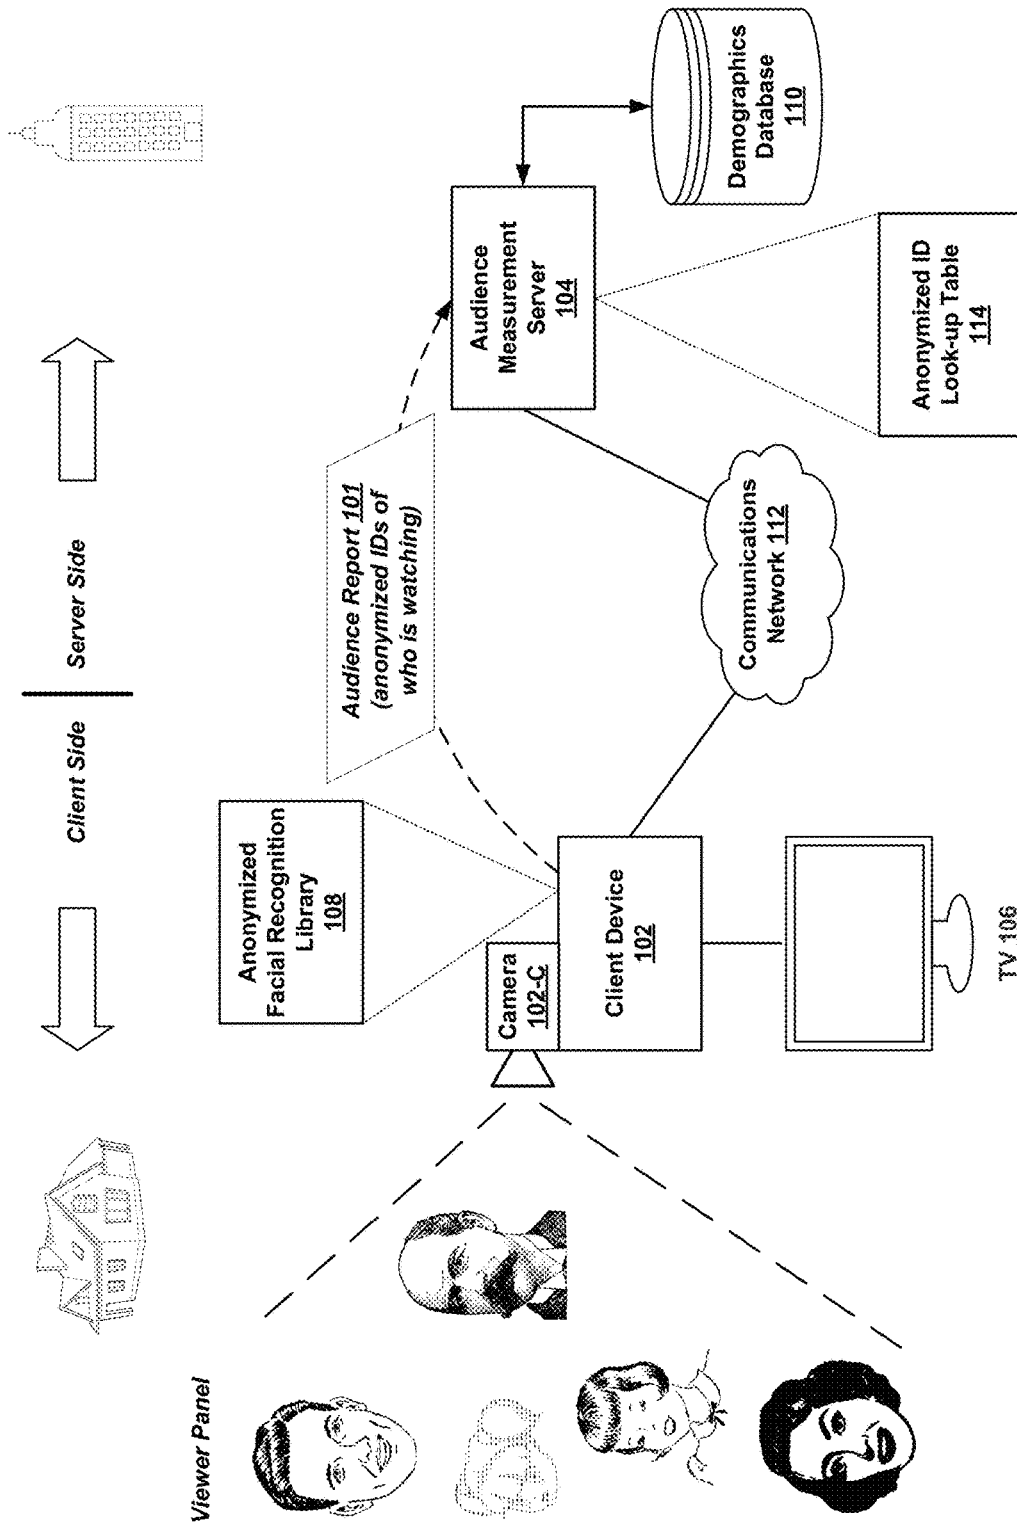 Client Side
Server Side
Viewer Panel
Anonymized
Facial Recognition
Library
108
Audience Report 101
(anonymized IDs of
who is watching)
Camera
102-C
Client Device
102
TV 106
Communications
Network 112
Audience
Measurement
Server
104
Demographics
Database
110
Anonymized ID
Look-up Table
114